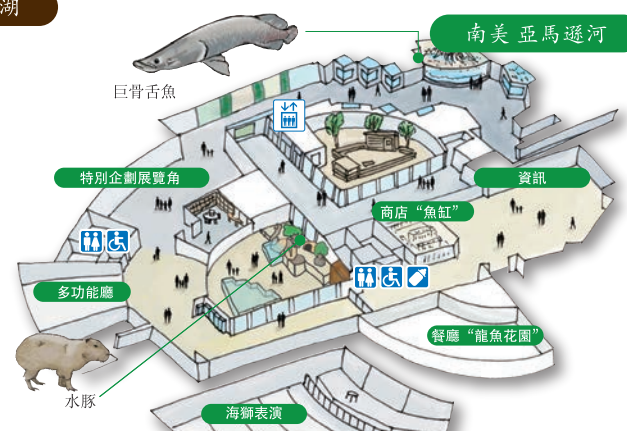 湖
南美 亞馬遜河
巨骨舌魚
特別企劃展覽角
資訊
商店“魚缸”
多功能廳
餐廳“龍魚花園”
水豚
海獅表演